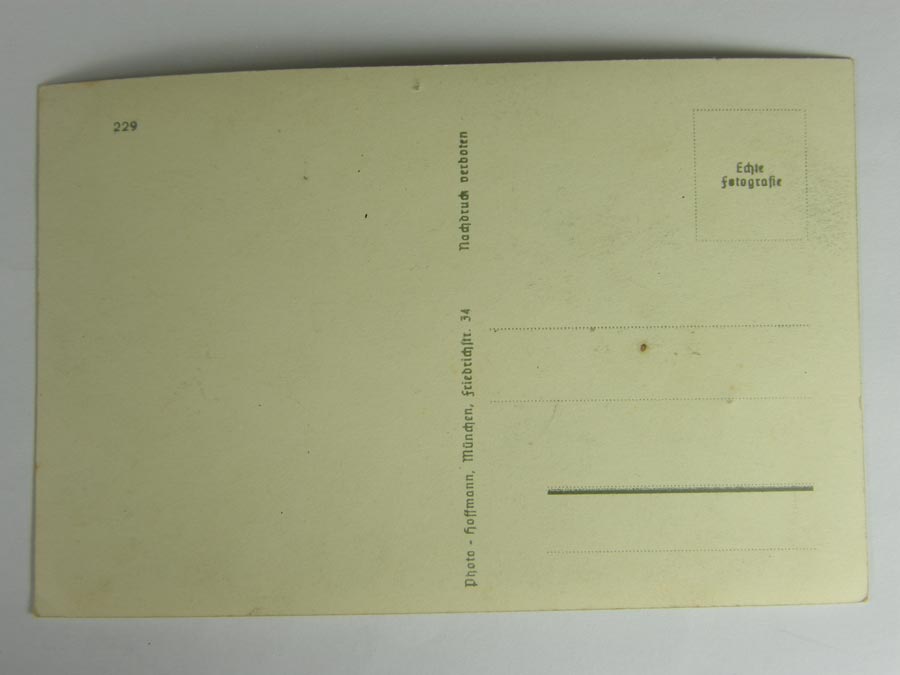 229
Echte
Fotografie
Photo - Hoffmann, München, Friedrichstr. 34
Nachdruck verboten